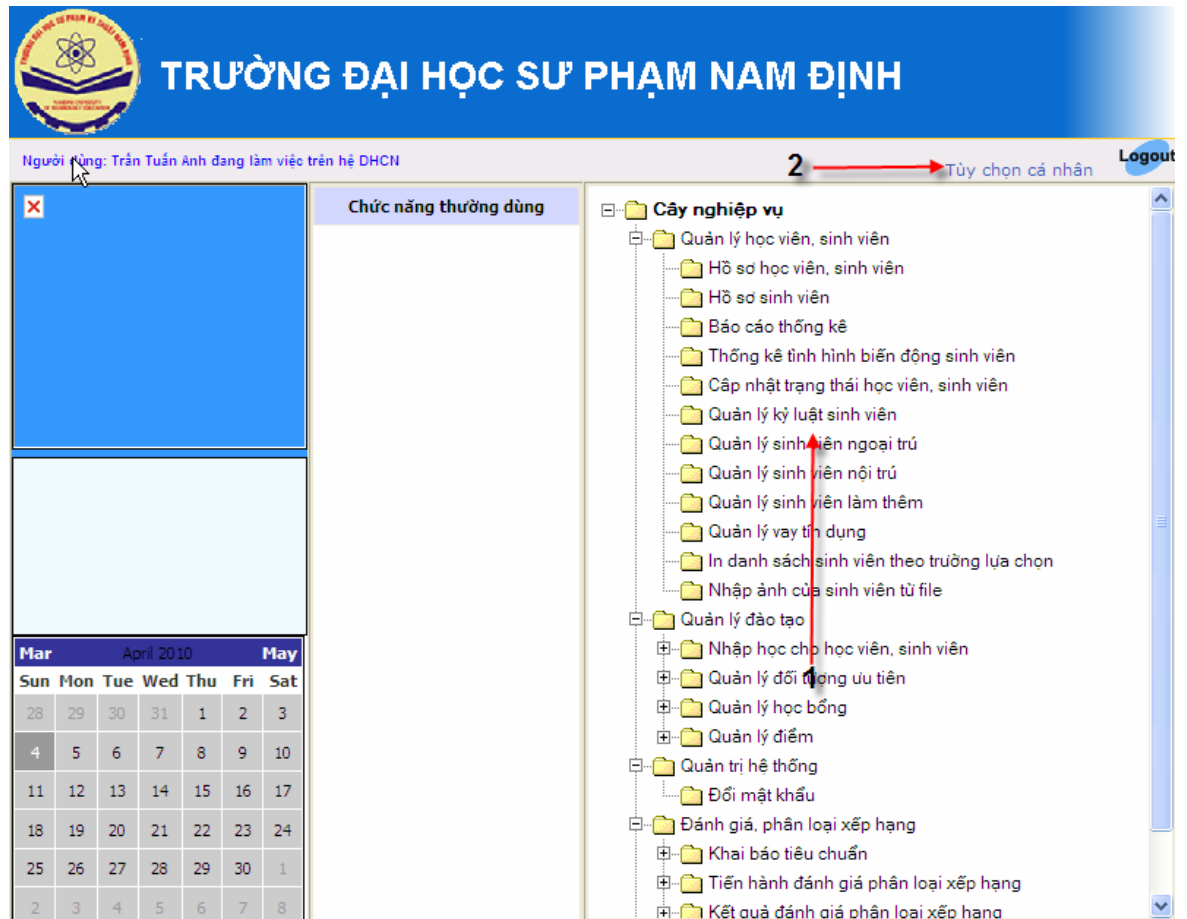 TRƯỜNG ĐẠI HỌC SƯ PHẠM NAM ĐỊNH
Người dùng: Trần Tuấn Anh đang làm việc trên hệ DHCN
2
Tùy chọn cá nhân
Logout
Chức năng thường dùng
Cây nghiệp vụ
Quản lý học viên, sinh viên
Hồ sơ học viên, sinh viên
Hồ sơ sinh viên
Báo cáo thống kê
Thống kê tình hình biến động sinh viên
Câp nhật trạng thái học viên, sinh viên
Quản lý kỷ luật sinh viên
Quản lý sinh viên ngoại trú
Quản lý sinh viên nội trú
Quản lý sinh viên làm thêm
Quản lý vay tín dụng
In danh sách sinh viên theo trường lựa chọn
Nhập ảnh của sinh viên từ file
Quản lý đào tạo
Nhập học cho học viên, sinh viên
Quản lý đối tượng ưu tiên
1
Quản lý học bổng
Quản lý điểm
Quản trị hệ thống
Đổi mật khẩu
Đánh giá, phân loại xếp hạng
Khai báo tiêu chuẩn
Tiến hành đánh giá phân loại xếp hạng
Kết quả đánh giá phân loại xếp hạng
Mar April 2010 May
Sun Mon Tue Wed Thu Fri Sat
28 29 30 31 1 2 3
4 5 6 7 8 9 10
11 12 13 14 15 16 17
18 19 20 21 22 23 24
25 26 27 28 29 30 1
2 3 4 5 6 7 8